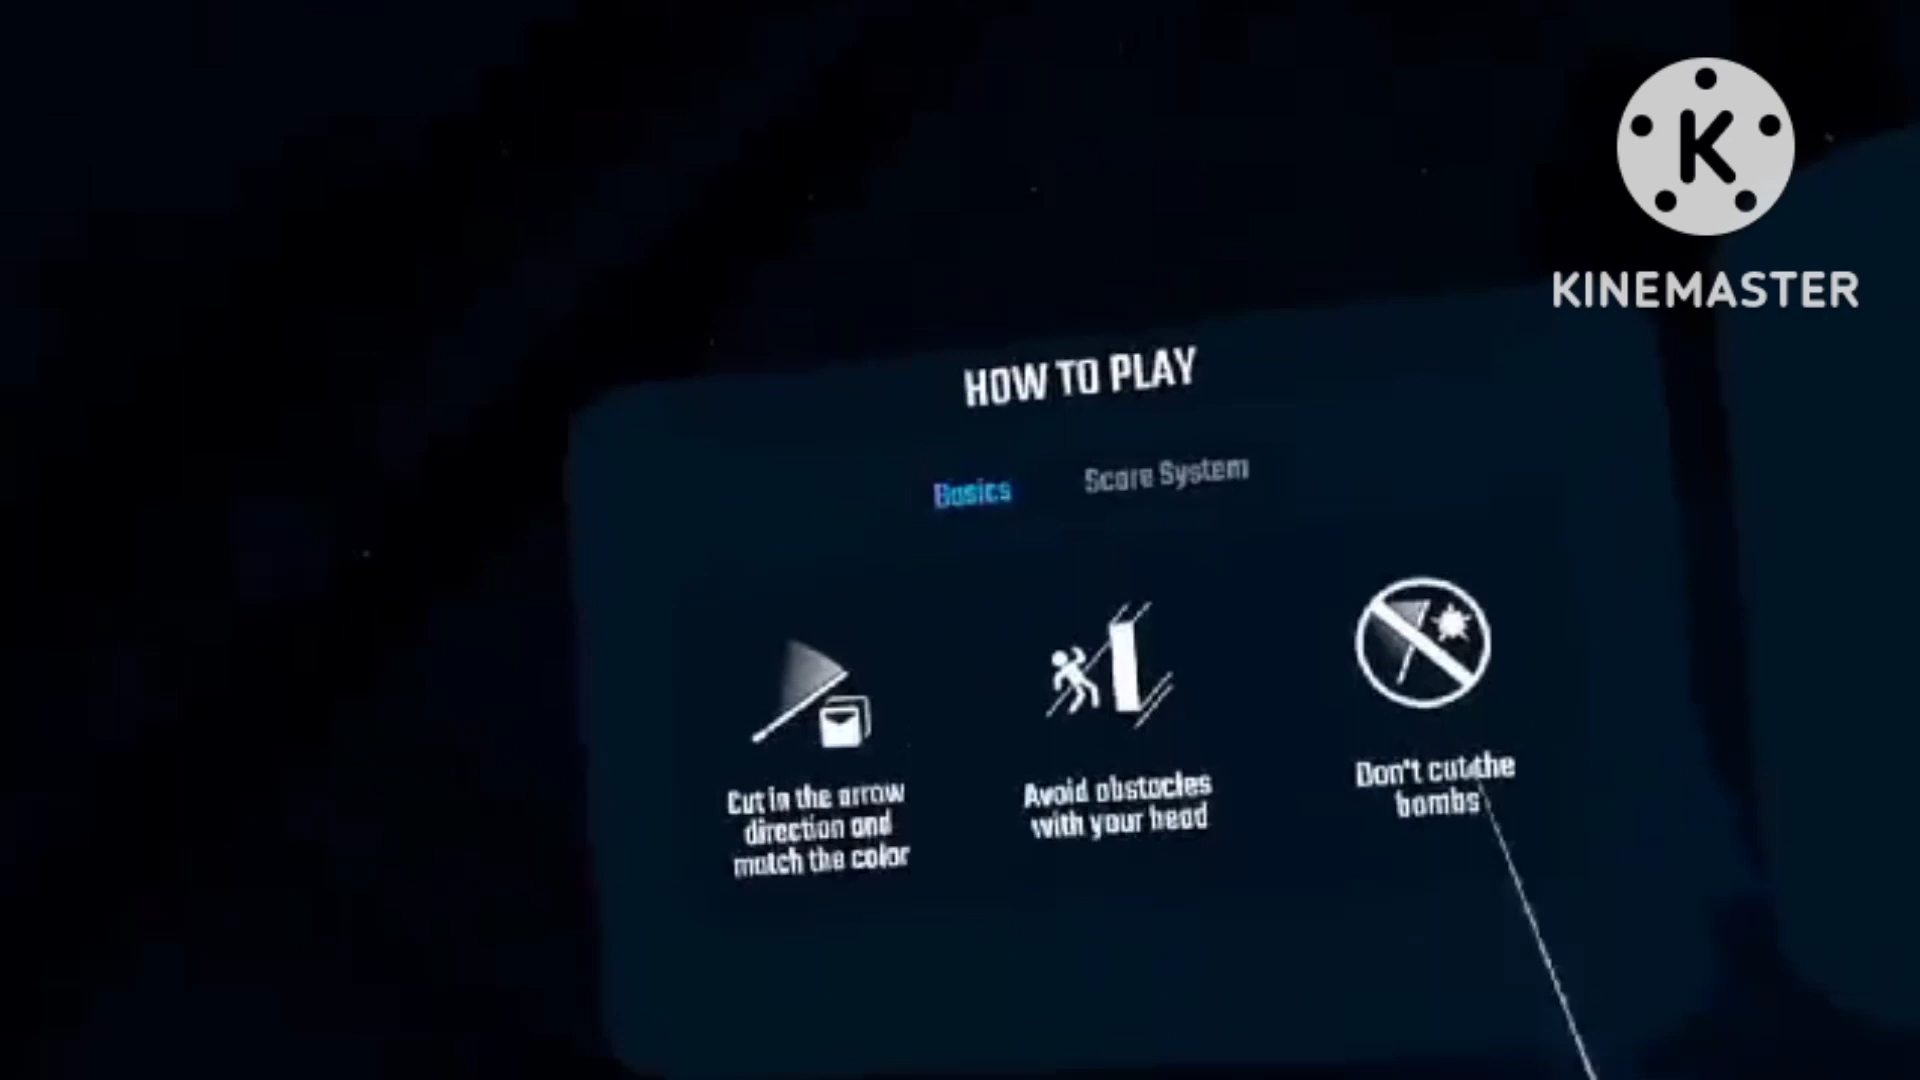 K
KINEMASTER
HOW TO PLAY
Basics
Score System
Cut in the arrow
direction and
match the color
Avoid obstacles
with your head
Don't cut the
bombs